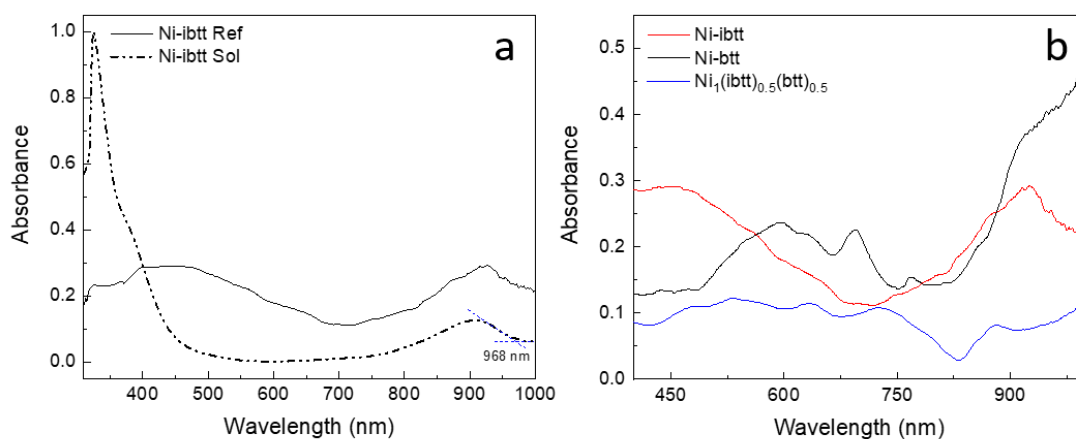 Ni-ibtt Ref
Ni-ibtt Sol
a
1.0
0.8
0.6
0.4
0.2
0.0
Absorbance
968 nm
400 500 600 700 800 900 1000
Wavelength (nm)
Ni-ibtt
Ni-btt
Ni₁(ibtt)₀.₅(btt)₀.₅
b
0.5
0.4
0.3
0.2
0.1
0.0
Absorbance
450 600 750 900
Wavelength (nm)